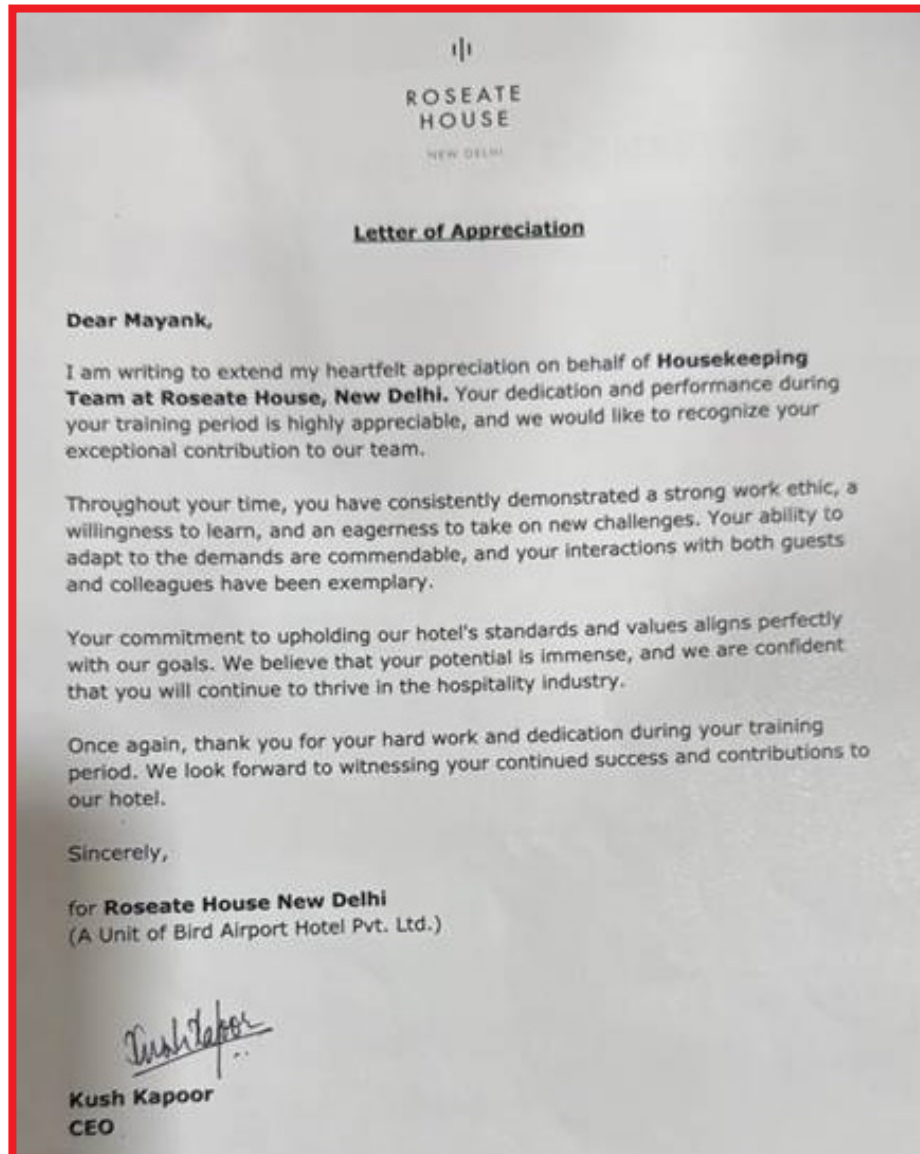 ROSEATE
HOUSE
NEW DELHI
Letter of Appreciation
Dear Mayank,
I am writing to extend my heartfelt appreciation on behalf of Housekeeping
Team at Roseate House, New Delhi. Your dedication and performance during
your training period is highly appreciable, and we would like to recognize your
exceptional contribution to our team.
Throughout your time, you have consistently demonstrated a strong work ethic, a
willingness to learn, and an eagerness to take on new challenges. Your ability to
adapt to the demands are commendable, and your interactions with both guests
and colleagues have been exemplary.
Your commitment to upholding our hotel's standards and values aligns perfectly
with our goals. We believe that your potential is immense, and we are confident
that you will continue to thrive in the hospitality industry.
Once again, thank you for your hard work and dedication during your training
period. We look forward to witnessing your continued success and contributions to
our hotel.
Sincerely,
for Roseate House New Delhi
(A Unit of Bird Airport Hotel Pvt. Ltd.)
Kush Kapoor
Kush Kapoor
CEO